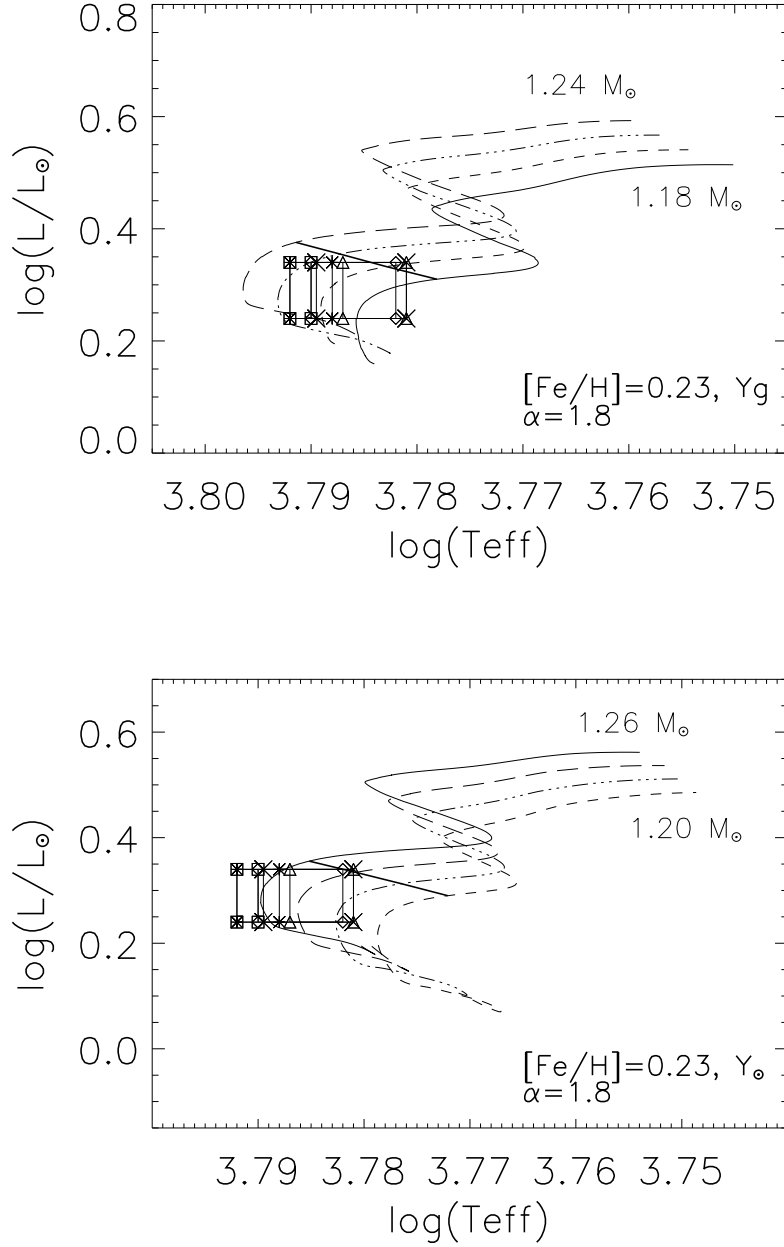 0.8
0.6
0.4
0.2
0.0
log(L/L☉)
1.24 M☉
1.18 M☉
[Fe/H]=0.23, Yg
α=1.8
3.80 3.79 3.78 3.77 3.76 3.75
log(Teff)
0.6
0.4
0.2
0.0
log(L/L☉)
1.26 M☉
1.20 M☉
[Fe/H]=0.23, Y☉
α=1.8
3.79 3.78 3.77 3.76 3.75
log(Teff)